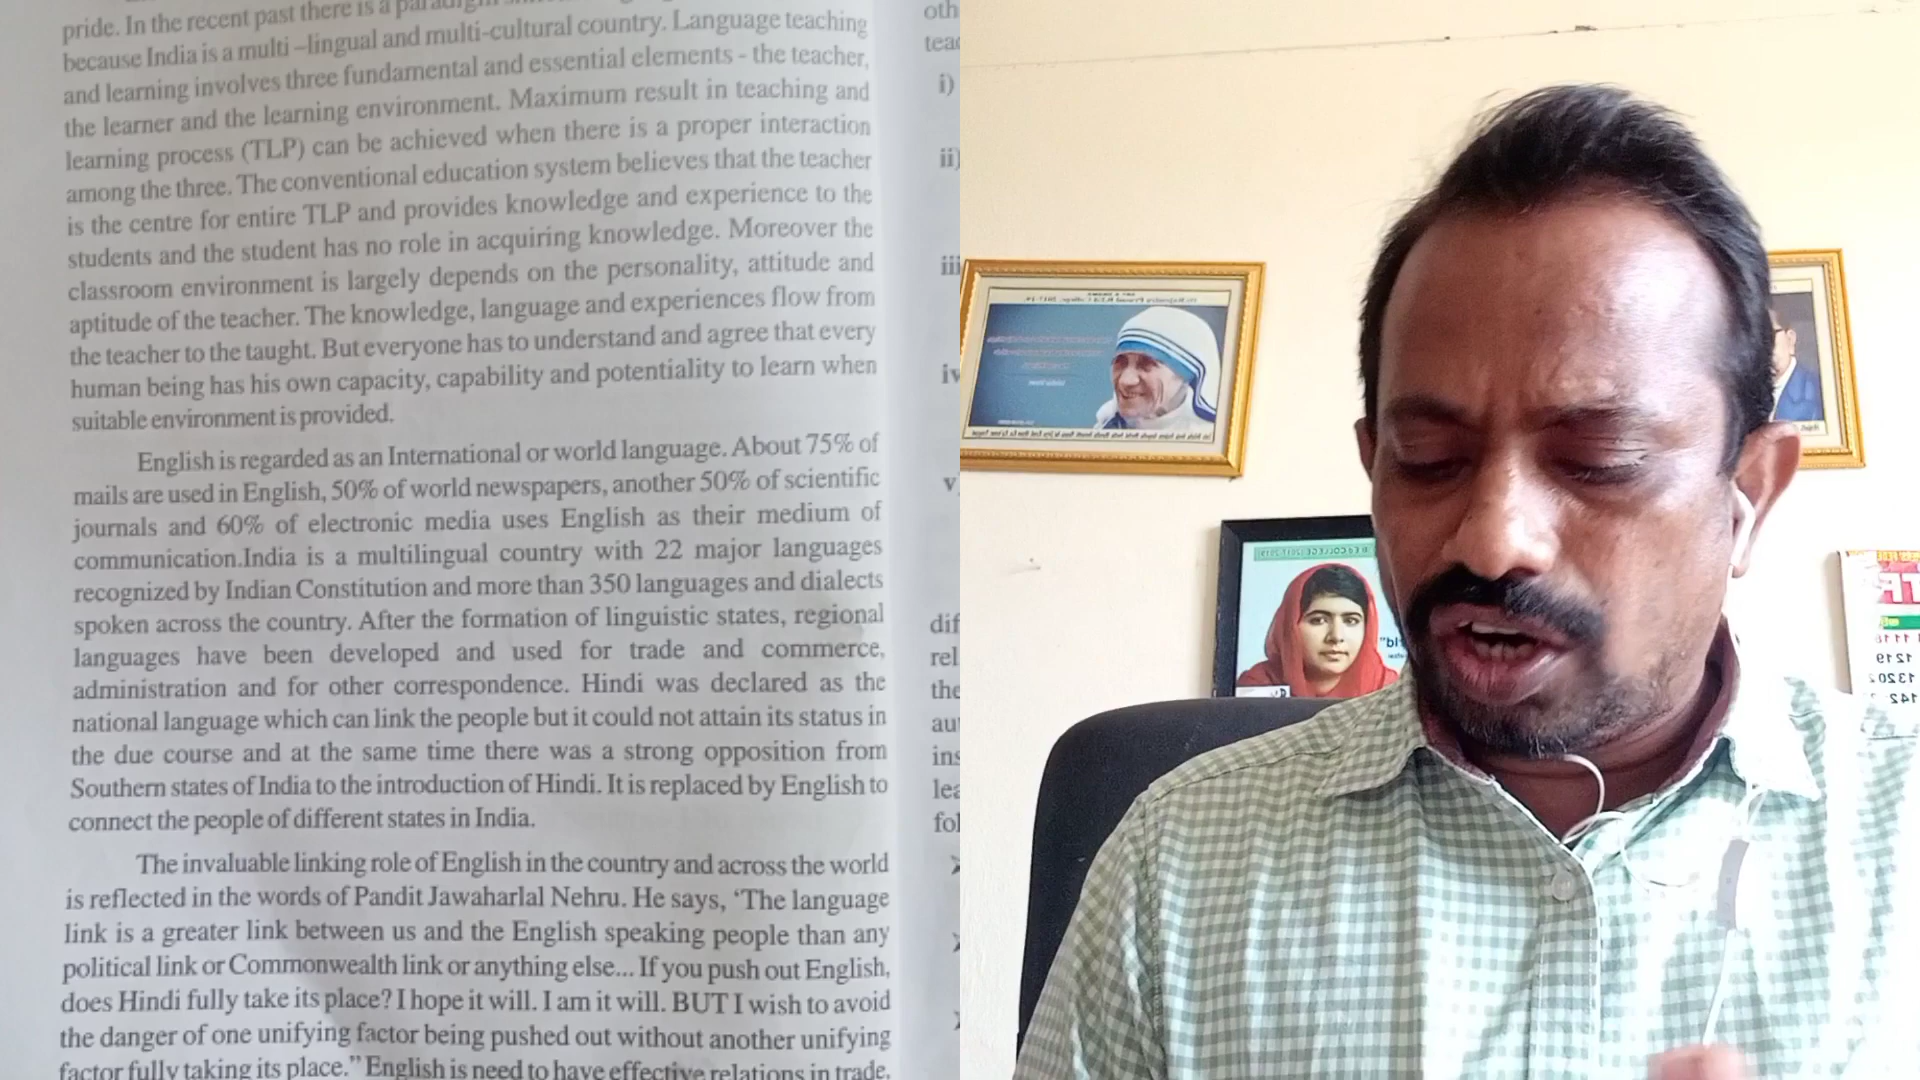 pride. In the recent past there is a
because India is a multi –lingual and multi-cultural country. Language teaching
and learning involves three fundamental and essential elements - the teacher,
the learner and the learning environment. Maximum result in teaching and
learning process (TLP) can be achieved when there is a proper interaction
among the three. The conventional education system believes that the teacher
is the centre for entire TLP and provides knowledge and experience to the
students and the student has no role in acquiring knowledge. Moreover the
classroom environment is largely depends on the personality, attitude and
aptitude of the teacher. The knowledge, language and experiences flow from
the teacher to the taught. But everyone has to understand and agree that every
human being has his own capacity, capability and potentiality to learn when
suitable environment is provided.
English is regarded as an International or world language. About 75% of
mails are used in English, 50% of world newspapers, another 50% of scientific
journals and 60% of electronic media uses English as their medium of
communication.India is a multilingual country with 22 major languages
recognized by Indian Constitution and more than 350 languages and dialects
spoken across the country. After the formation of linguistic states, regional
languages have been developed and used for trade and commerce,
administration and for other correspondence. Hindi was declared as the
national language which can link the people but it could not attain its status in
the due course and at the same time there was a strong opposition from
Southern states of India to the introduction of Hindi. It is replaced by English to
connect the people of different states in India.
The invaluable linking role of English in the country and across the world
is reflected in the words of Pandit Jawaharlal Nehru. He says, ‘The language
link is a greater link between us and the English speaking people than any
political link or Commonwealth link or anything else... If you push out English,
does Hindi fully take its place? I hope it will. I am it will. BUT I wish to avoid
the danger of one unifying factor being pushed out without another unifying
factor fully taking its place.” English is need to have effective relations in trade,
oth
tea
i)
ii)
iii
iv
v
dif
rel
the
au
ins
lea
fol